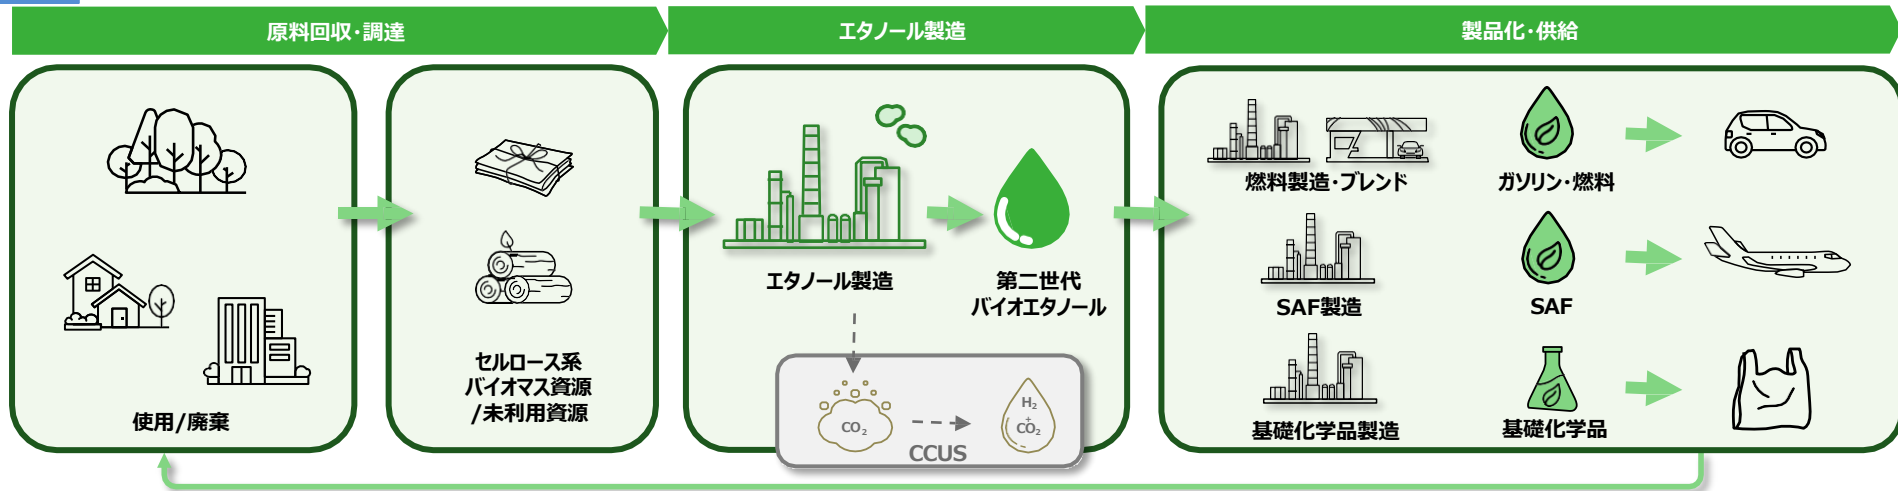 原料回収・調達
エタノール製造
製品化・供給
使用/廃棄
セルロース系
バイオマス資源
/未利用資源
エタノール製造
第二世代
バイオエタノール
CO₂
H₂
+
CO₂
CCUS
燃料製造・ブレンド
ガソリン・燃料
SAF製造
SAF
基礎化学品製造
基礎化学品